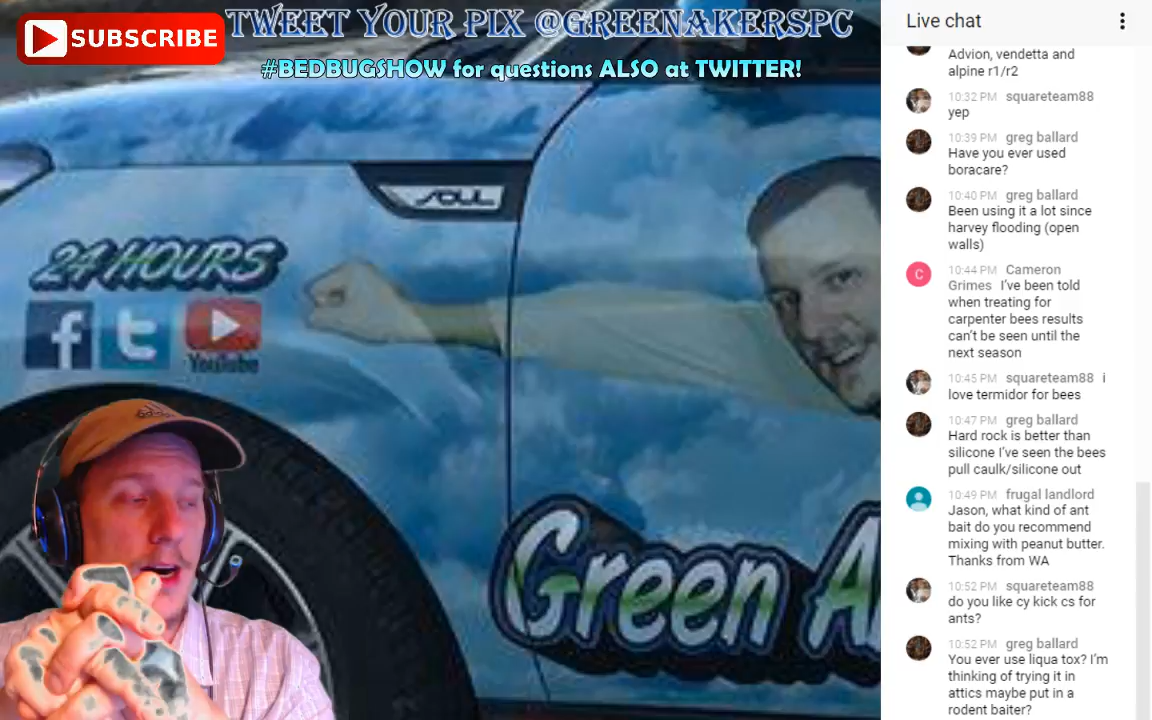 SUBSCRIBE
TWEET YOUR PIX @GREENAKERSPC
#BEDBUGSHOW for questions ALSO at TWITTER!
SOUL
24 HOURS
f t YouTube
Green A
Live chat
Advion, vendetta and
alpine r1/r2
10:32 PM squareteam88
yep
10:39 PM greg ballard
Have you ever used
boracare?
10:40 PM greg ballard
Been using it a lot since
harvey flooding (open
walls)
C 10:44 PM Cameron
Grimes I've been told
when treating for
carpenter bees results
can't be seen until the
next season
10:45 PM squareteam88 i
love termidor for bees
10:47 PM greg ballard
Hard rock is better than
silicone I've seen the bees
pull caulk/silicone out
10:49 PM frugal landlord
Jason, what kind of ant
bait do you recommend
mixing with peanut butter.
Thanks from WA
10:52 PM squareteam88
do you like cy kick cs for
ants?
10:52 PM greg ballard
You ever use liqua tox? I'm
thinking of trying it in
attics maybe put in a
rodent baiter?